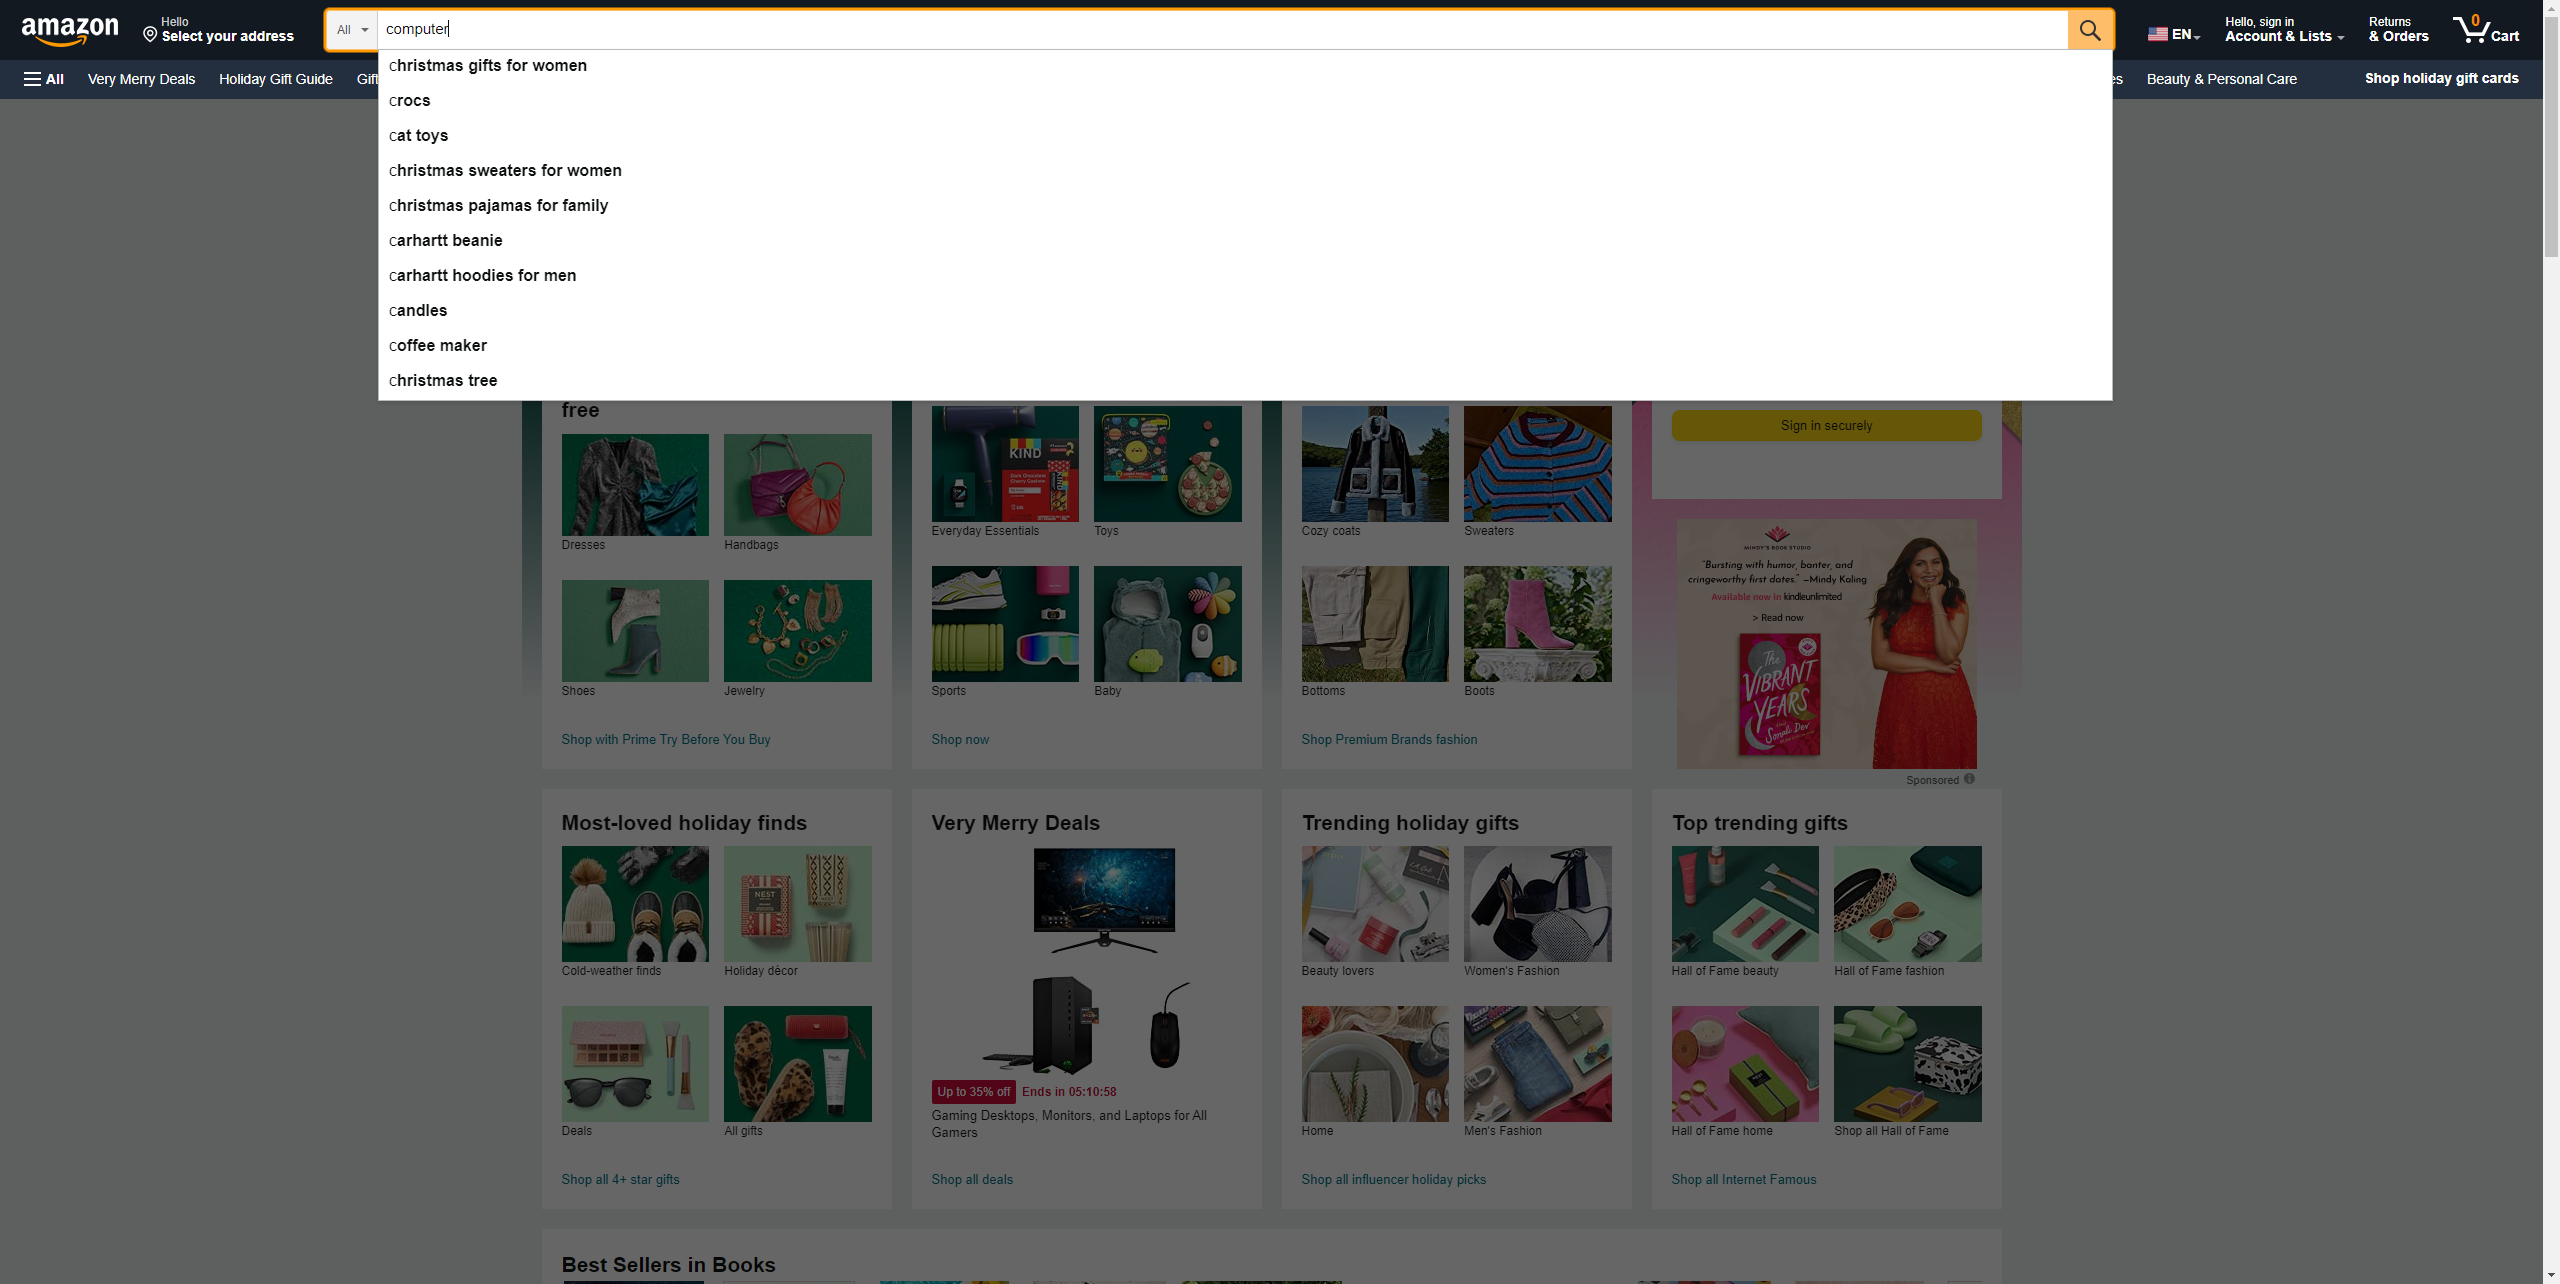 amazon
Hello
Select your address
All
computer
EN
Hello, sign in
Account & Lists
Returns
& Orders
0
Cart
All
Very Merry Deals
Holiday Gift Guide
Beauty & Personal Care
Shop holiday gift cards
christmas gifts for women
crocs
cat toys
christmas sweaters for women
christmas pajamas for family
carhartt beanie
carhartt hoodies for men
candles
coffee maker
christmas tree
free
Dresses
Handbags
Shoes
Jewelry
Shop with Prime Try Before You Buy
KIND
Everyday Essentials
Toys
Sports
Baby
Shop now
Cozy coats
Sweaters
Bottoms
Boots
Shop Premium Brands fashion
Sign in securely
MINDY'S BOOK STUDIO
"Bursting with humor, banter, and
cringeworthy first dates." –Mindy Kaling
Available now in kindleunlimited
> Read now
The
VIBRANT
YEARS
Sonali Dev
Sponsored
Most-loved holiday finds
Cold-weather finds
NEST
Holiday décor
Deals
All gifts
Shop all 4+ star gifts
Very Merry Deals
Up to 35% off
Ends in 05:10:58
Gaming Desktops, Monitors, and Laptops for All
Gamers
Shop all deals
Trending holiday gifts
Beauty lovers
Women's Fashion
Home
Men's Fashion
Shop all influencer holiday picks
Top trending gifts
Hall of Fame beauty
Hall of Fame fashion
Hall of Fame home
Shop all Hall of Fame
Shop all Internet Famous
Best Sellers in Books